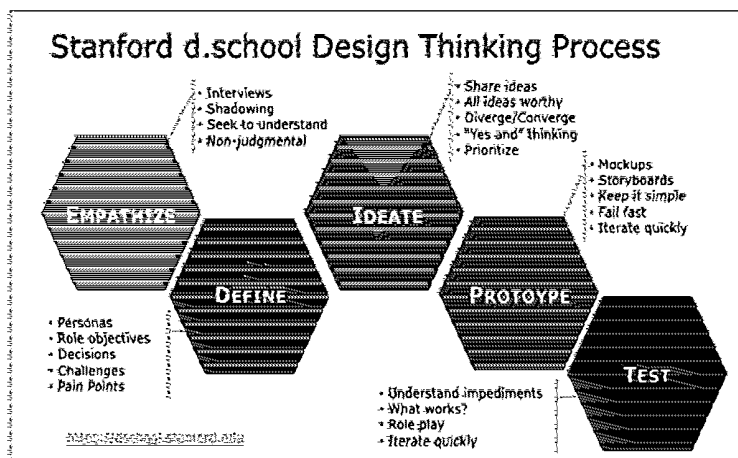 Stanford d.school Design Thinking Process
• Interviews
• Shadowing
• Seek to understand
• Non-judgmental
• Share ideas
• All ideas worthy
• Diverge/Converge
• "Yes and" thinking
• Prioritize
• Mockups
• Storyboards
• Keep it simple
• Fail fast
• Iterate quickly
EMPATHIZE
IDEATE
DEFINE
PROTOYPE
TEST
• Personas
• Role objectives
• Decisions
• Challenges
• Pain Points
• Understand impediments
• What works?
• Role play
• Iterate quickly